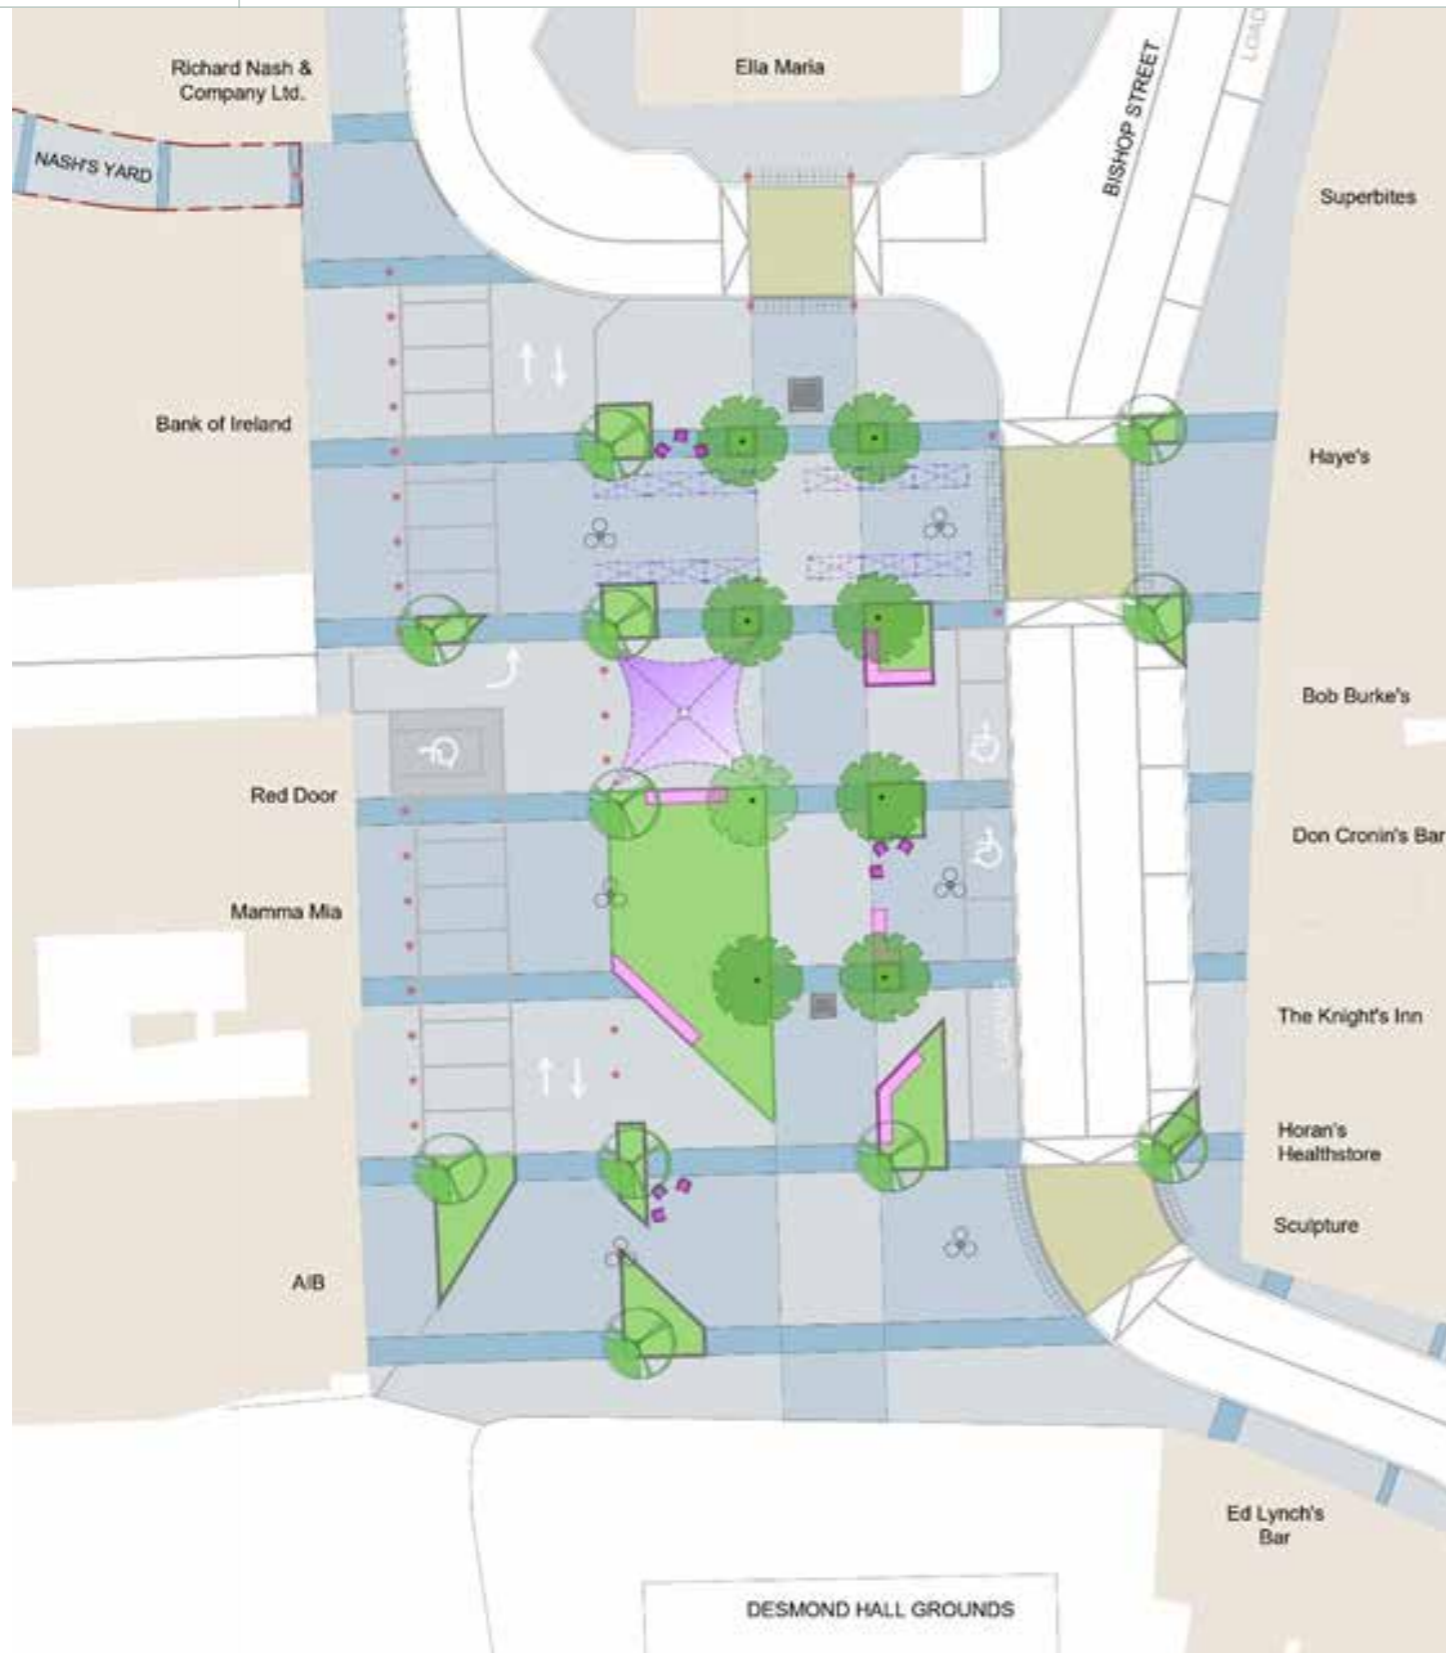 Richard Nash &
Company Ltd.
Ella Maria
BISHOP STREET
LOAD
NASH'S YARD
Superbites
Bank of Ireland
Haye's
Bob Burke's
Red Door
Don Cronin's Bar
Mamma Mia
The Knight's Inn
Horan's
Healthstore
Sculpture
AIB
Ed Lynch's
Bar
DESMOND HALL GROUNDS